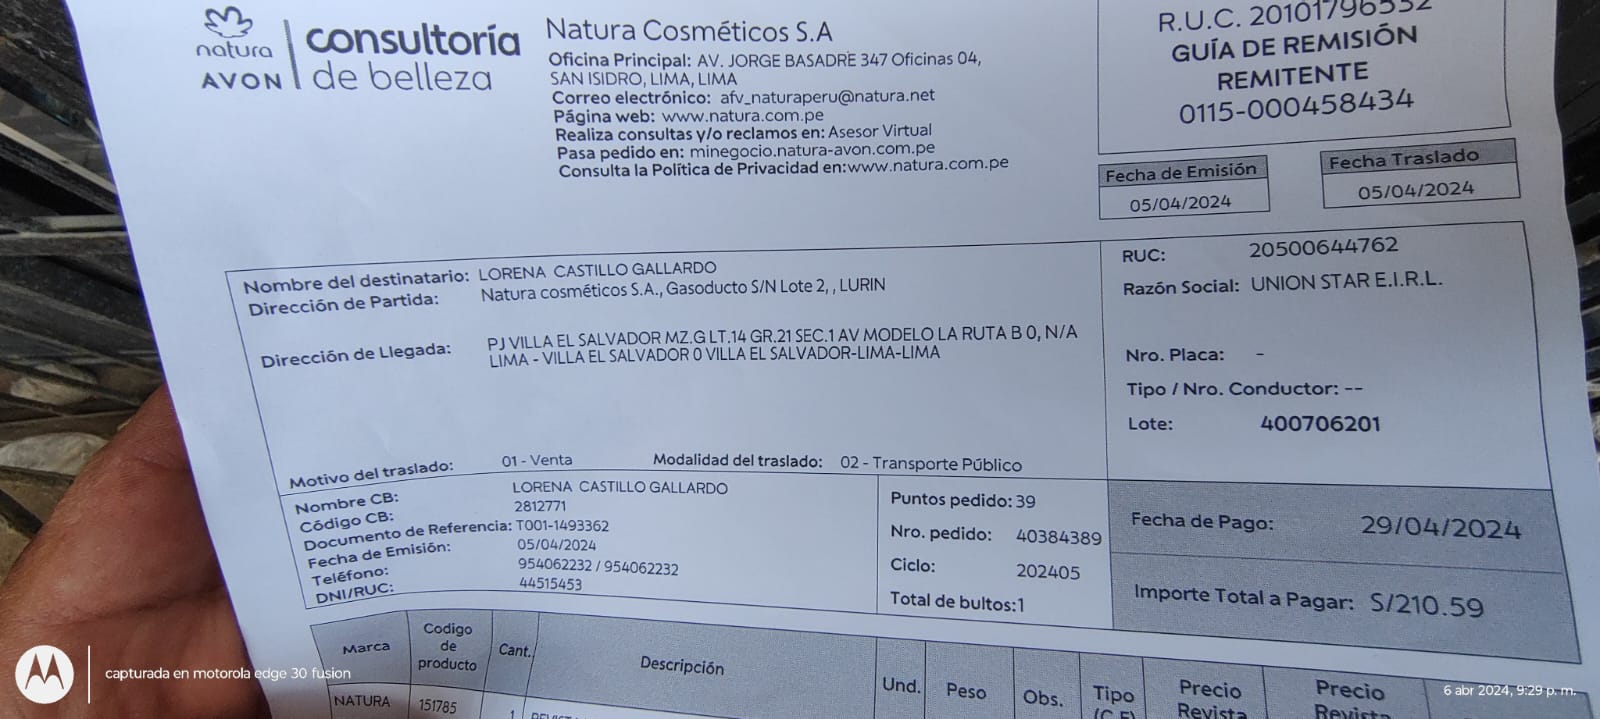 natura
AVON
consultoría
de belleza
Natura Cosméticos S.A
Oficina Principal: AV. JORGE BASADRE 347 Oficinas 04,
SAN ISIDRO, LIMA, LIMA
Correo electrónico: afv_naturaperu@natura.net
Página web: www.natura.com.pe
Realiza consultas y/o reclamos en: Asesor Virtual
Pasa pedido en: minegocio.natura-avon.com.pe
Consulta la Política de Privacidad en:www.natura.com.pe
R.U.C. 20101796532
GUÍA DE REMISIÓN
REMITENTE
0115-000458434
Fecha de Emisión
05/04/2024
Fecha Traslado
05/04/2024
Nombre del destinatario: LORENA CASTILLO GALLARDO
Dirección de Partida: Natura cosméticos S.A., Gasoducto S/N Lote 2, , LURIN
Dirección de Llegada: PJ VILLA EL SALVADOR MZ.G LT.14 GR.21 SEC.1 AV MODELO LA RUTA B 0, N/A
LIMA - VILLA EL SALVADOR 0 VILLA EL SALVADOR-LIMA-LIMA
Motivo del traslado: 01 - Venta Modalidad del traslado: 02 - Transporte Público
RUC: 20500644762
Razón Social: UNION STAR E.I.R.L.
Nro. Placa: -
Tipo / Nro. Conductor: --
Lote: 400706201
Nombre CB: LORENA CASTILLO GALLARDO
Código CB: 2812771
Documento de Referencia: T001-1493362
Fecha de Emisión: 05/04/2024
Teléfono: 954062232 / 954062232
DNI/RUC: 44515453
Puntos pedido: 39
Nro. pedido: 40384389
Ciclo: 202405
Total de bultos:1
Fecha de Pago: 29/04/2024
Importe Total a Pagar: S/210.59
Marca
Codigo
de
producto
Cant.
Descripción
Und.
Peso
Obs.
Tipo
Precio
Revista
Precio
Revista
NATURA 151785 1
capturada en motorola edge 30 fusion
6 abr 2024, 9:29 p. m.